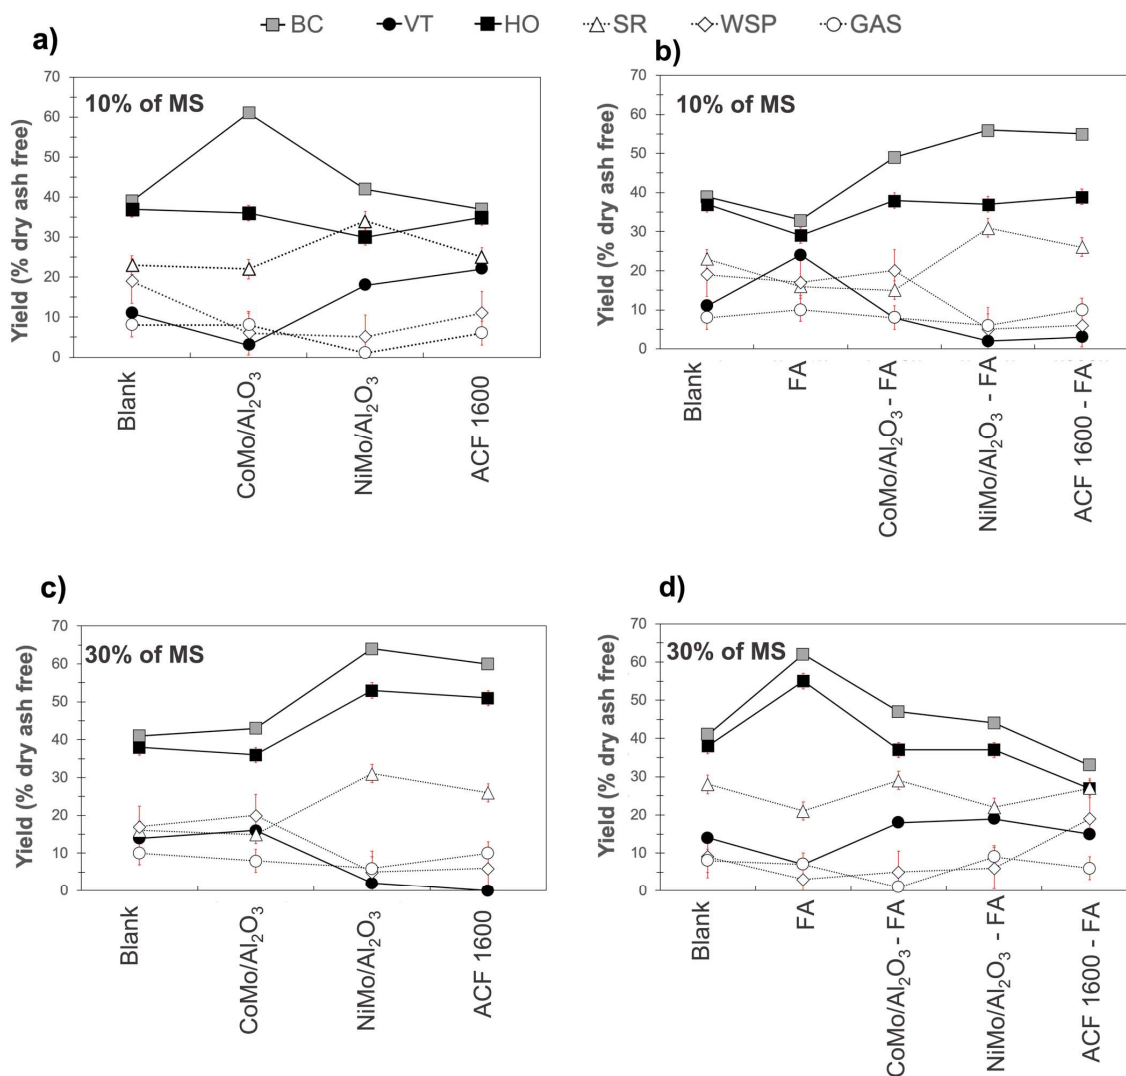 BC VT HO SR WSP GAS
a)
10% of MS
Yield (% dry ash free)
70
60
50
40
30
20
10
0
Blank
CoMo/Al₂O₃
NiMo/Al₂O₃
ACF 1600
b)
10% of MS
Yield (% dry ash free)
70
60
50
40
30
20
10
0
Blank
FA
CoMo/Al₂O₃ - FA
NiMo/Al₂O₃ - FA
ACF 1600 - FA
c)
30% of MS
Yield (% dry ash free)
70
60
50
40
30
20
10
0
Blank
CoMo/Al₂O₃
NiMo/Al₂O₃
ACF 1600
d)
30% of MS
Yield (% dry ash free)
70
60
50
40
30
20
10
0
Blank
FA
CoMo/Al₂O₃ - FA
NiMo/Al₂O₃ - FA
ACF 1600 - FA